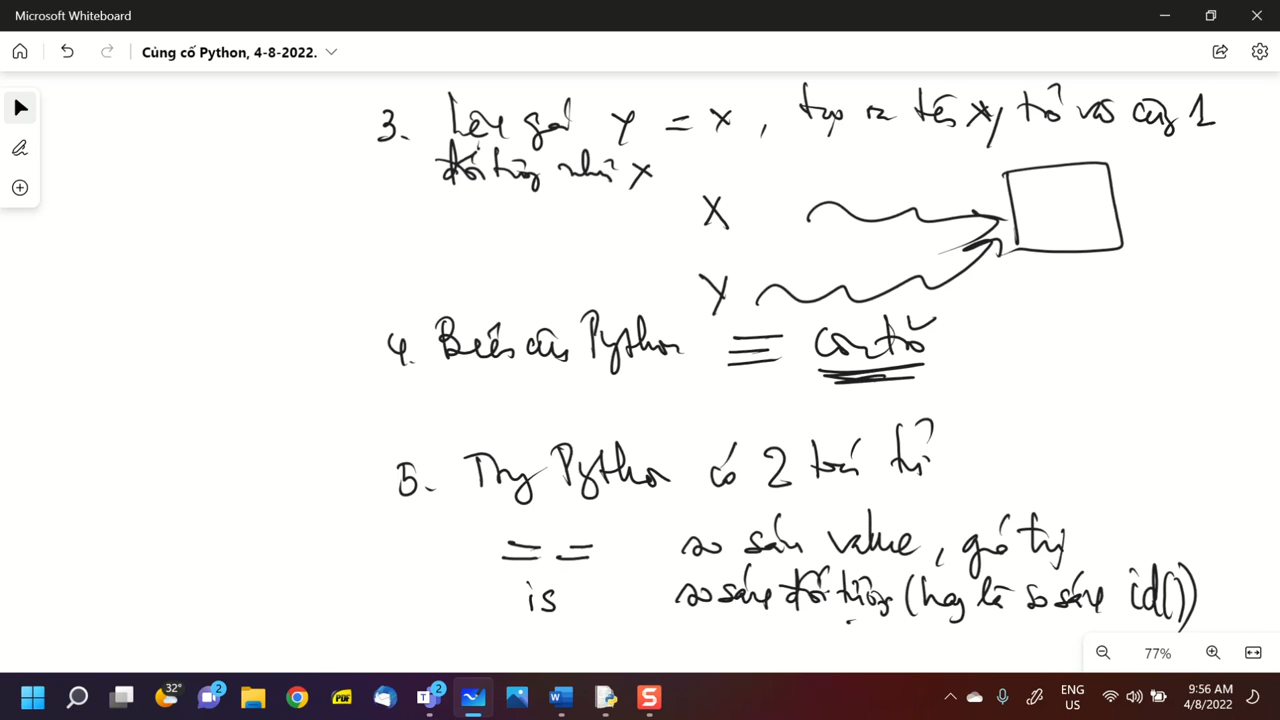 Microsoft Whiteboard
Củng cố Python, 4-8-2022.
3. Lệnh gán Y = X, tạo ra tên Y, trỏ vào cùng 1
đối tượng như X
X
Y
4. Biến của Python ≡ con trỏ
5. Trong Python có 2 toán tử
== so sánh value, giá trị
is so sánh đối tượng (hay là so sánh id())
77%
32°
2
PDF
2
W
S
ENG
US
9:56 AM
4/8/2022